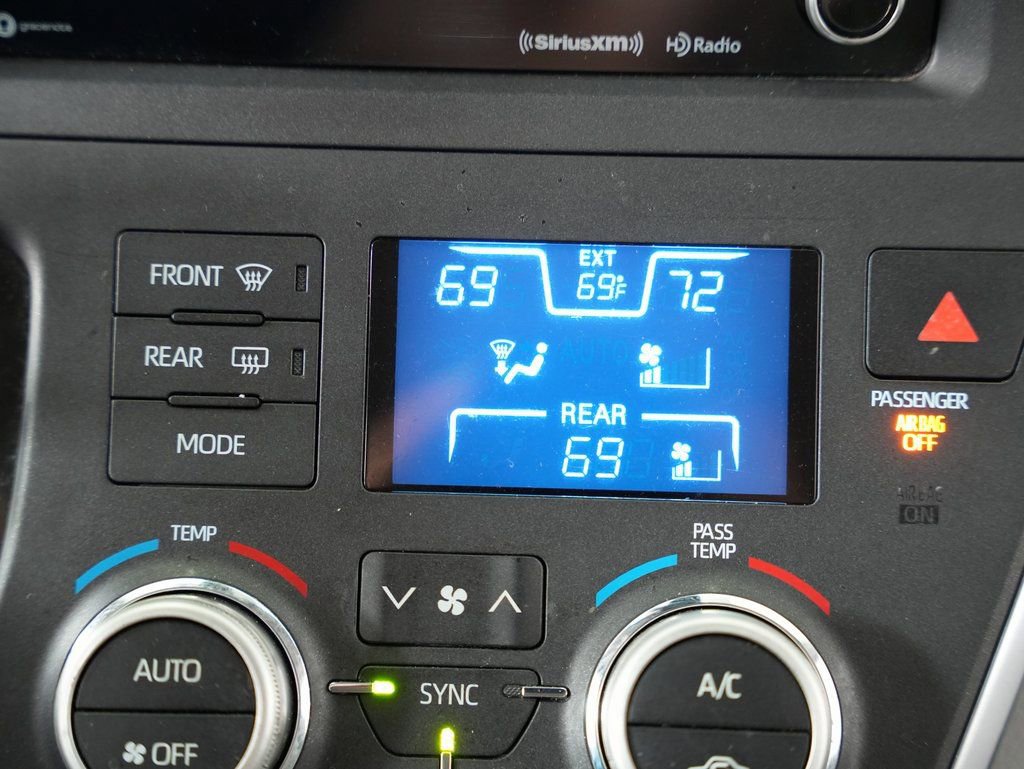 gracenote
SiriusXM
HD Radio
FRONT
REAR
MODE
EXT
69
69°F
72
REAR
69
PASSENGER
AIRBAG
OFF
AIRBAG
ON
TEMP
PASS
TEMP
AUTO
OFF
SYNC
A/C